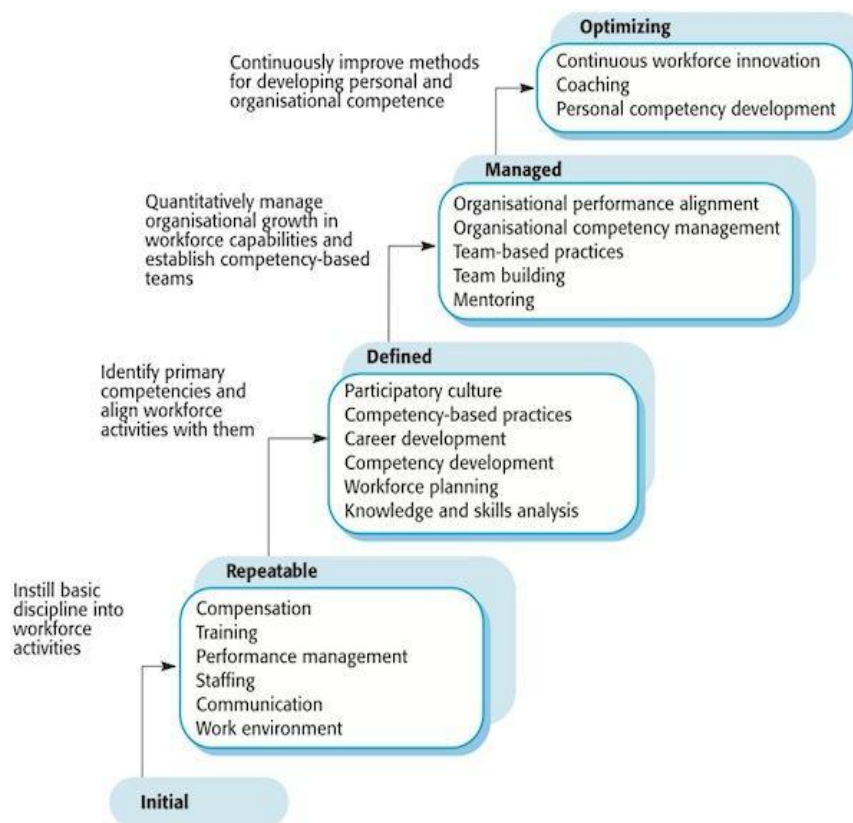 Optimizing
Continuously improve methods
for developing personal and
organisational competence
Continuous workforce innovation
Coaching
Personal competency development
Managed
Quantitatively manage
organisational growth in
workforce capabilities and
establish competency-based
teams
Organisational performance alignment
Organisational competency management
Team-based practices
Team building
Mentoring
Defined
Identify primary
competencies and
align workforce
activities with them
Participatory culture
Competency-based practices
Career development
Competency development
Workforce planning
Knowledge and skills analysis
Repeatable
Instill basic
discipline into
workforce
activities
Compensation
Training
Performance management
Staffing
Communication
Work environment
Initial